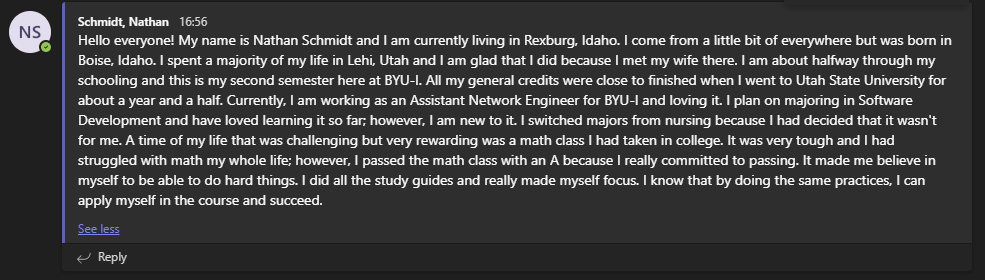 NS
Schmidt, Nathan 16:56
Hello everyone! My name is Nathan Schmidt and I am currently living in Rexburg, Idaho. I come from a little bit of everywhere but was born in
Boise, Idaho. I spent a majority of my life in Lehi, Utah and I am glad that I did because I met my wife there. I am about halfway through my
schooling and this is my second semester here at BYU-I. All my general credits were close to finished when I went to Utah State University for
about a year and a half. Currently, I am working as an Assistant Network Engineer for BYU-I and loving it. I plan on majoring in Software
Development and have loved learning it so far; however, I am new to it. I switched majors from nursing because I had decided that it wasn't
for me. A time of my life that was challenging but very rewarding was a math class I had taken in college. It was very tough and I had
struggled with math my whole life; however, I passed the math class with an A because I really committed to passing. It made me believe in
myself to be able to do hard things. I did all the study guides and really made myself focus. I know that by doing the same practices, I can
apply myself in the course and succeed.
See less
Reply